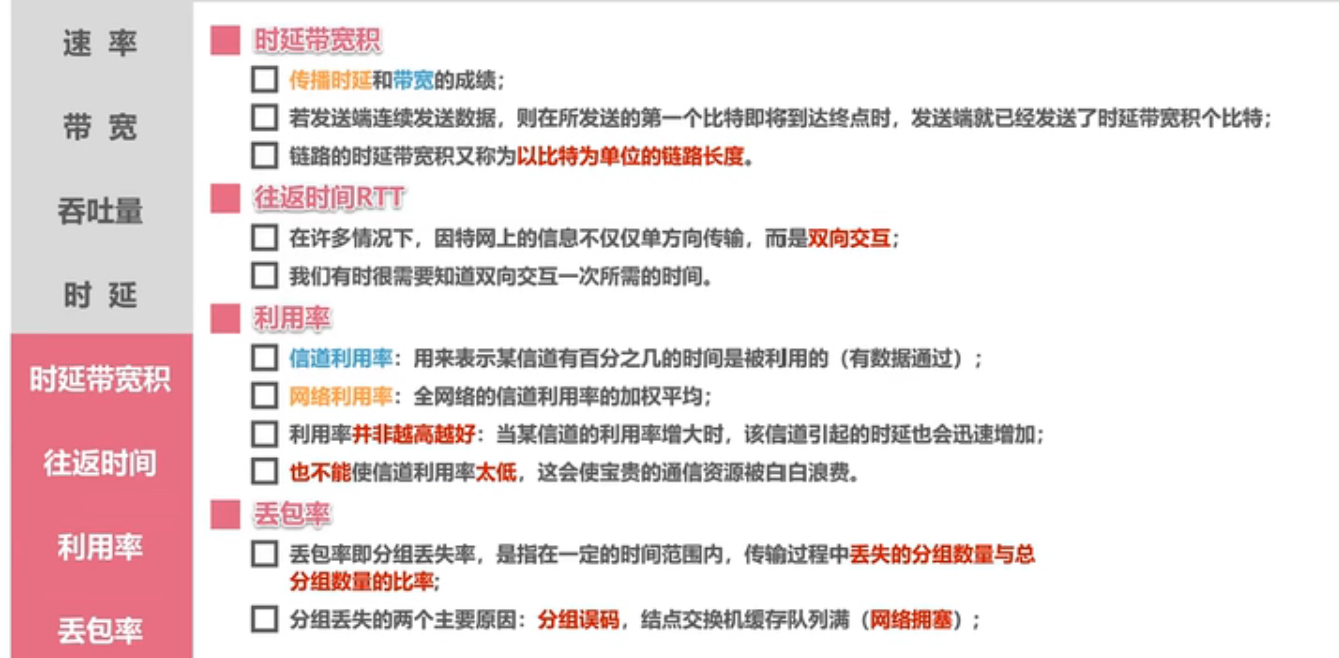 速 率
带 宽
吞吐量
时 延
时延带宽积
往返时间
利用率
丢包率
时延带宽积
传播时延和带宽的成绩；
若发送端连续发送数据，则在所发送的第一个比特即将到达终点时，发送端就已经发送了时延带宽积个比特；
链路的时延带宽积又称为以比特为单位的链路长度。
往返时间RTT
在许多情况下，因特网上的信息不仅仅单方向传输，而是双向交互；
我们有时很需要知道双向交互一次所需的时间。
利用率
信道利用率：用来表示某信道有百分之几的时间是被利用的（有数据通过）；
网络利用率：全网络的信道利用率的加权平均；
利用率并非越高越好：当某信道的利用率增大时，该信道引起的时延也会迅速增加；
也不能使信道利用率太低，这会使宝贵的通信资源被白白浪费。
丢包率
丢包率即分组丢失率，是指在一定的时间范围内，传输过程中丢失的分组数量与总
分组数量的比率；
分组丢失的两个主要原因：分组误码，结点交换机缓存队列满（网络拥塞）；